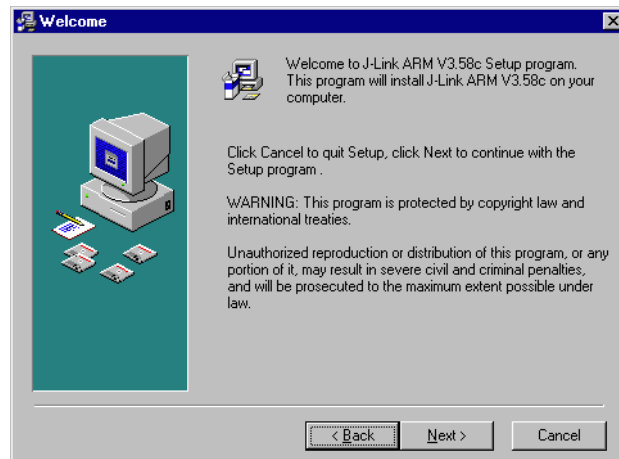 Welcome
Welcome to J-Link ARM V3.58c Setup program.
This program will install J-Link ARM V3.58c on your
computer.
Click Cancel to quit Setup, click Next to continue with the
Setup program .
WARNING: This program is protected by copyright law and
international treaties.
Unauthorized reproduction or distribution of this program, or any
portion of it, may result in severe civil and criminal penalties,
and will be prosecuted to the maximum extent possible under
law.
< Back
Next >
Cancel